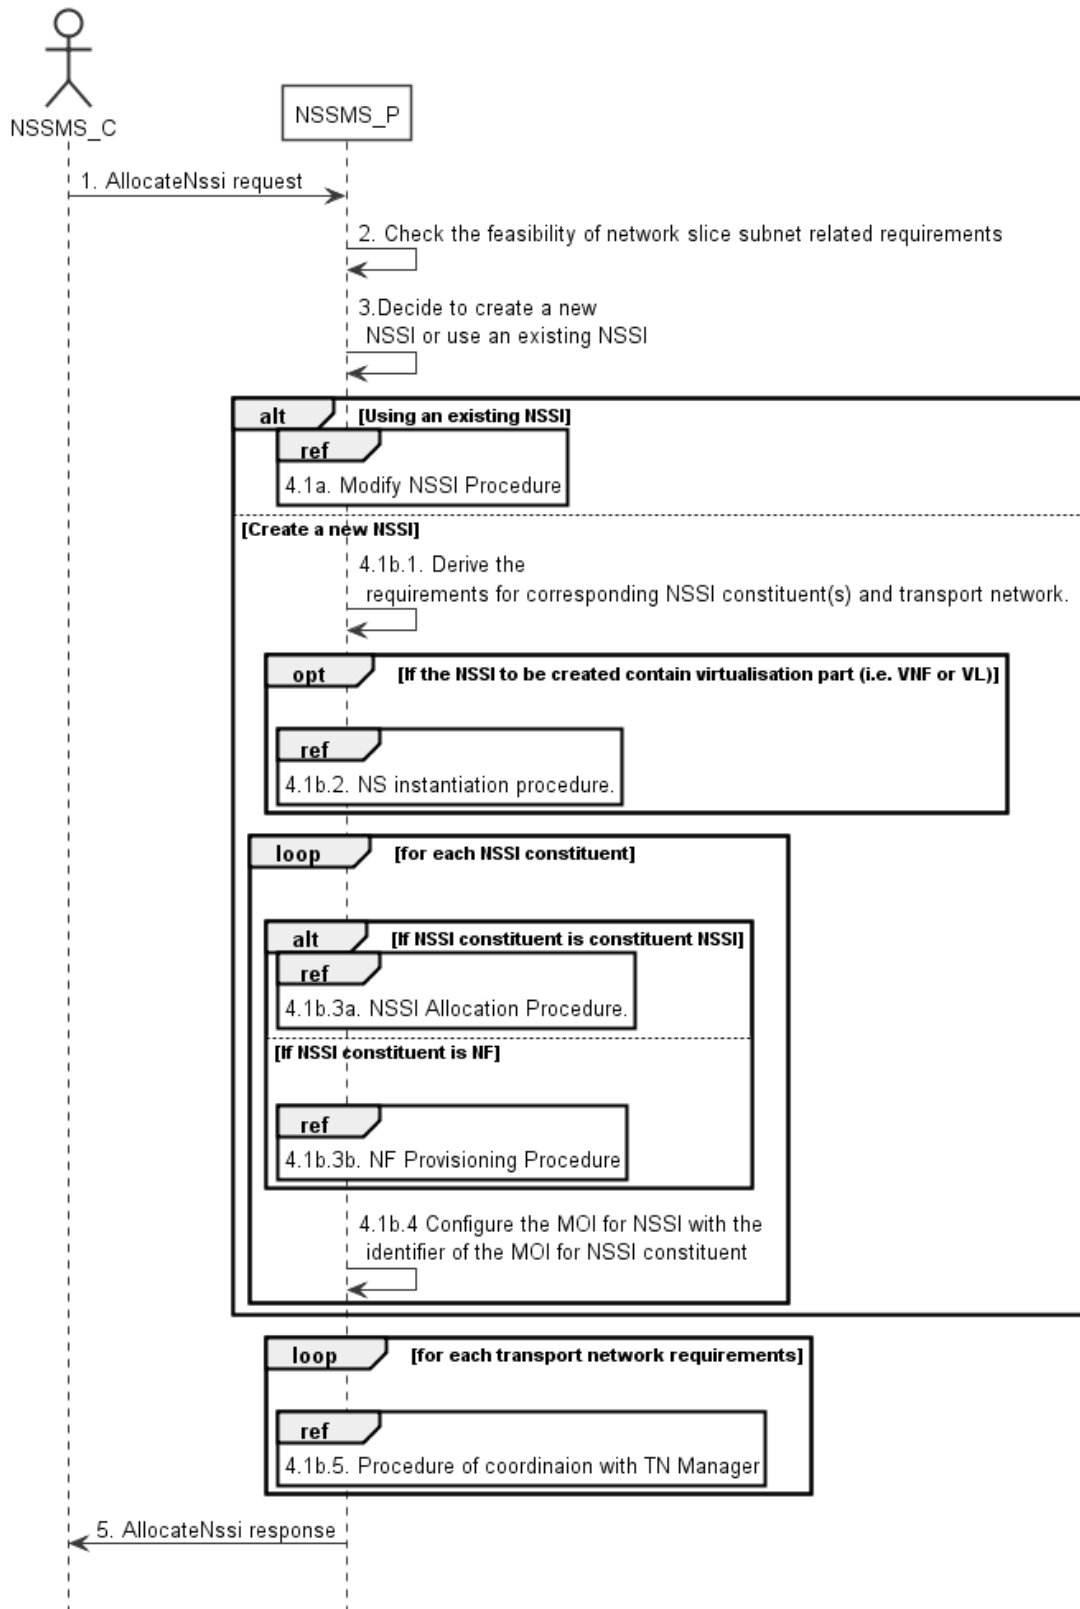 NSSMS_C
NSSMS_P
1. AllocateNssi request
2. Check the feasibility of network slice subnet related requirements
3.Decide to create a new
NSSI or use an existing NSSI
alt [Using an existing NSSI]
ref
4.1a. Modify NSSI Procedure
[Create a new NSSI]
4.1b.1. Derive the
requirements for corresponding NSSI constituent(s) and transport network.
opt [If the NSSI to be created contain virtualisation part (i.e. VNF or VL)]
ref
4.1b.2. NS instantiation procedure.
loop [for each NSSI constituent]
alt [If NSSI constituent is constituent NSSI]
ref
4.1b.3a. NSSI Allocation Procedure.
[If NSSI constituent is NF]
ref
4.1b.3b. NF Provisioning Procedure
4.1b.4 Configure the MOI for NSSI with the
identifier of the MOI for NSSI constituent
loop [for each transport network requirements]
ref
4.1b.5. Procedure of coordinaion with TN Manager
5. AllocateNssi response